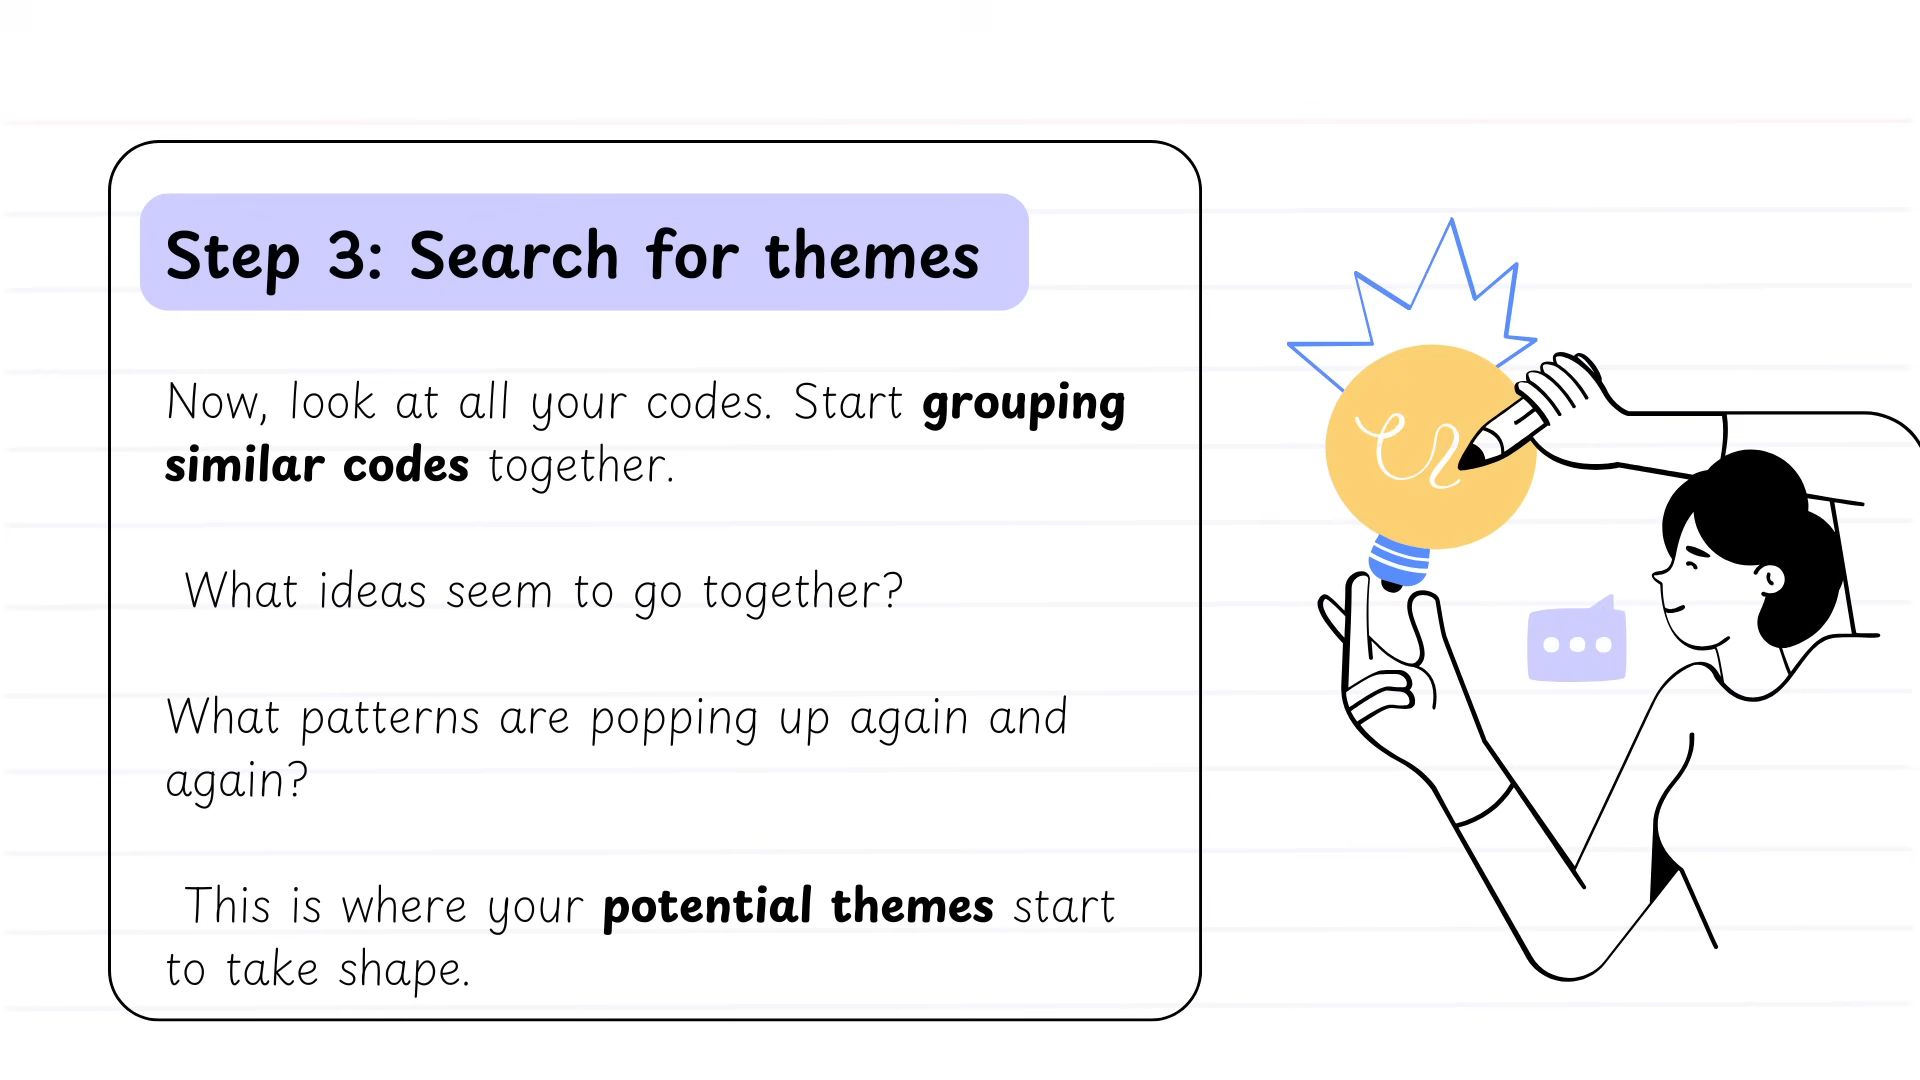 Step 3: Search for themes
Now, look at all your codes. Start grouping
similar codes together.
What ideas seem to go together?
What patterns are popping up again and
again?
This is where your potential themes start
to take shape.